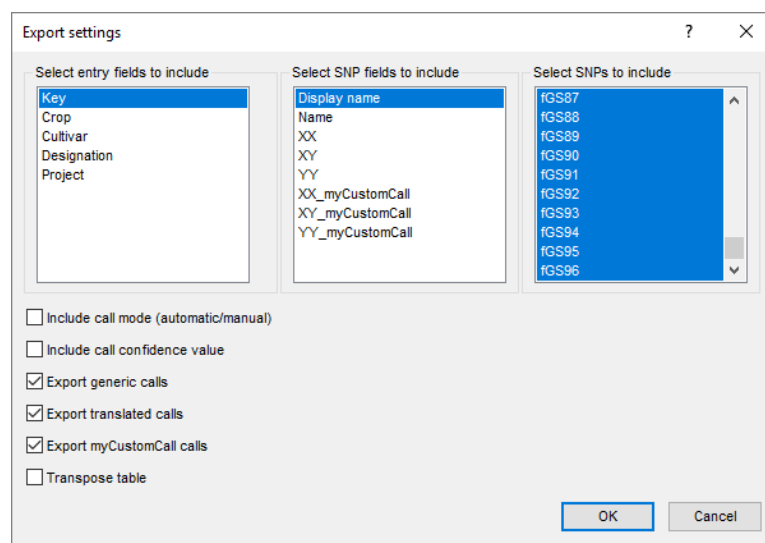 Export settings
?
Select entry fields to include
Key
Crop
Cultivar
Designation
Project
Select SNP fields to include
Display name
Name
XX
XY
YY
XX_myCustomCall
XY_myCustomCall
YY_myCustomCall
Select SNPs to include
fGS87
fGS88
fGS89
fGS90
fGS91
fGS92
fGS93
fGS94
fGS95
fGS96
Include call mode (automatic/manual)
Include call confidence value
Export generic calls
Export translated calls
Export myCustomCall calls
Transpose table
OK
Cancel